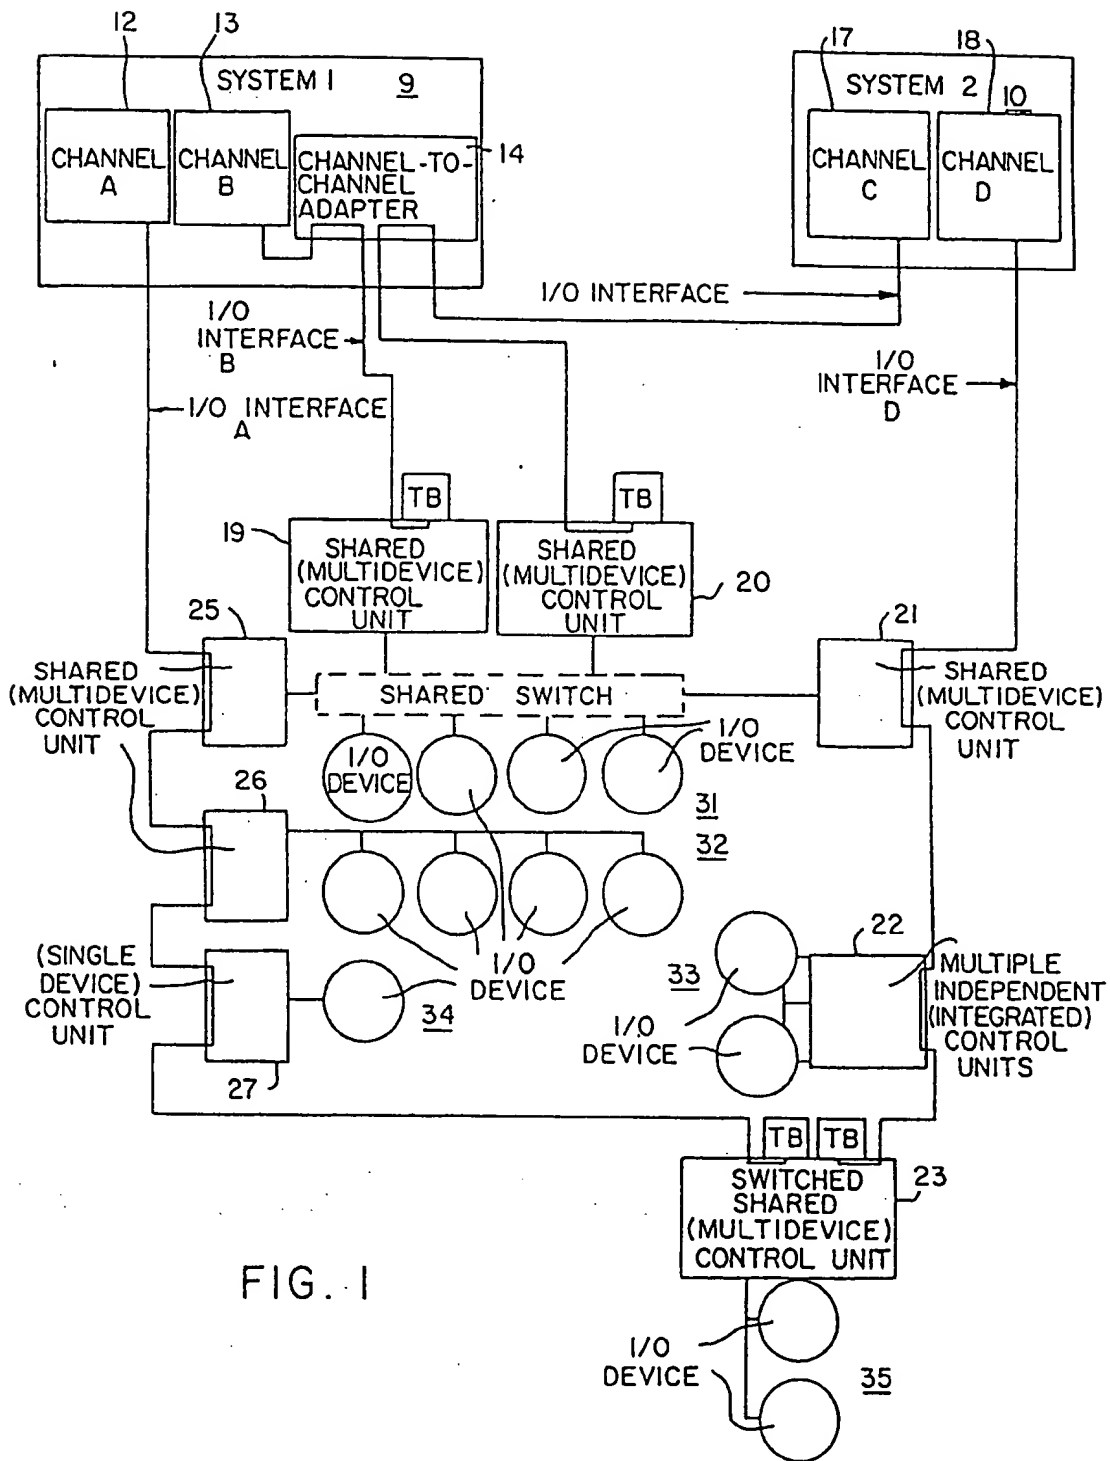 12
13
17
18
SYSTEM 1
9
SYSTEM 2
10
CHANNEL
A
CHANNEL
B
CHANNEL-TO-
CHANNEL
ADAPTER
14
CHANNEL
C
CHANNEL
D
I/O INTERFACE
I/O
INTERFACE
B
I/O
INTERFACE
D
I/O INTERFACE
A
TB
TB
19
SHARED
(MULTIDEVICE)
CONTROL
UNIT
SHARED
(MULTIDEVICE)
CONTROL
UNIT
20
25
21
SHARED
(MULTIDEVICE)
CONTROL
UNIT
SHARED SWITCH
SHARED
(MULTIDEVICE)
CONTROL
UNIT
I/O
DEVICE
I/O
DEVICE
31
26
32
22
(SINGLE
DEVICE)
CONTROL
UNIT
I/O
DEVICE
34
33
I/O
DEVICE
MULTIPLE
INDEPENDENT
(INTEGRATED)
CONTROL
UNITS
27
TB
TB
SWITCHED
SHARED
(MULTIDEVICE)
CONTROL UNIT
23
FIG. 1
I/O
DEVICE
35